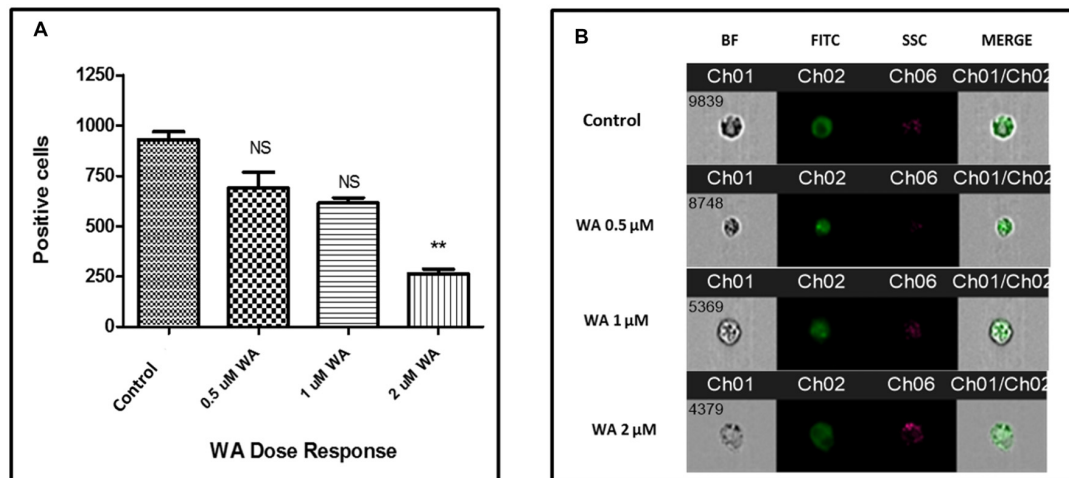 A
1250
1000
750
500
250
0
Positive cells
NS
NS
**
Control
0.5 uM WA
1 uM WA
2 uM WA
WA Dose Response
B
BF FITC SSC MERGE
Control
Ch01 Ch02 Ch06 Ch01/Ch02
9839
WA 0.5 μM
Ch01 Ch02 Ch06 Ch01/Ch02
8748
WA 1 μM
Ch01 Ch02 Ch06 Ch01/Ch02
5369
WA 2 μM
Ch01 Ch02 Ch06 Ch01/Ch02
4379